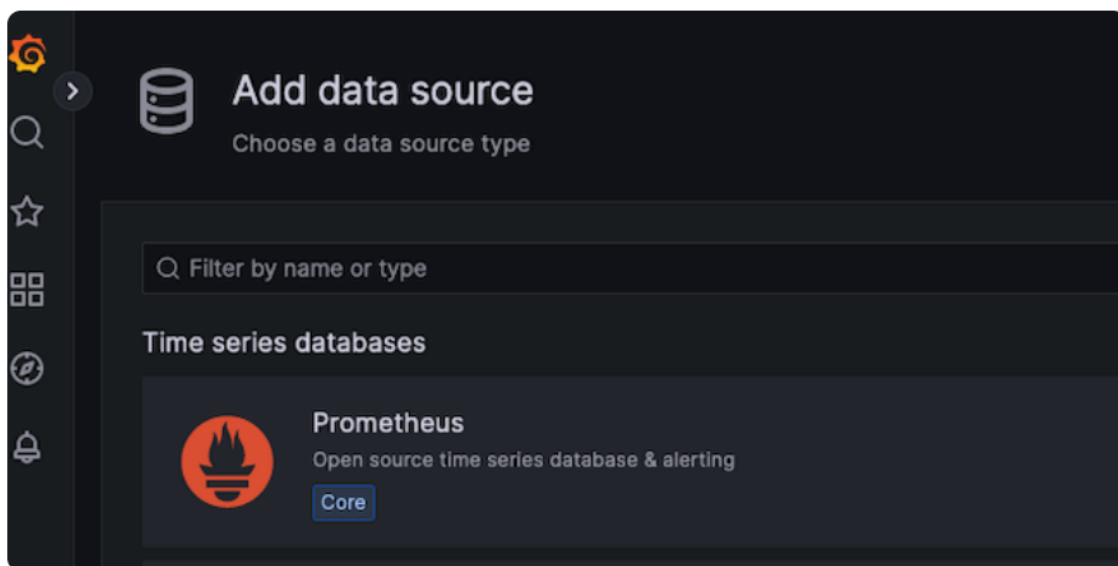 Add data source
Choose a data source type
Filter by name or type
Time series databases
Prometheus
Open source time series database & alerting
Core